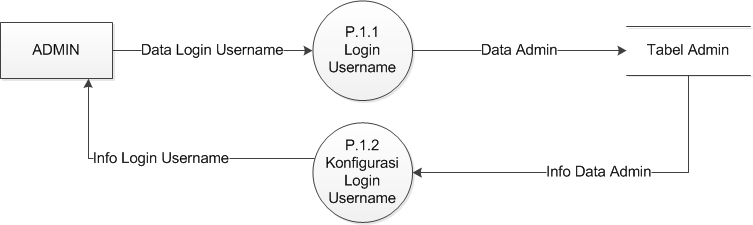 ADMIN
Data Login Username
P.1.1
Login
Username
Data Admin
Tabel Admin
Info Login Username
P.1.2
Konfigurasi
Login
Username
Info Data Admin